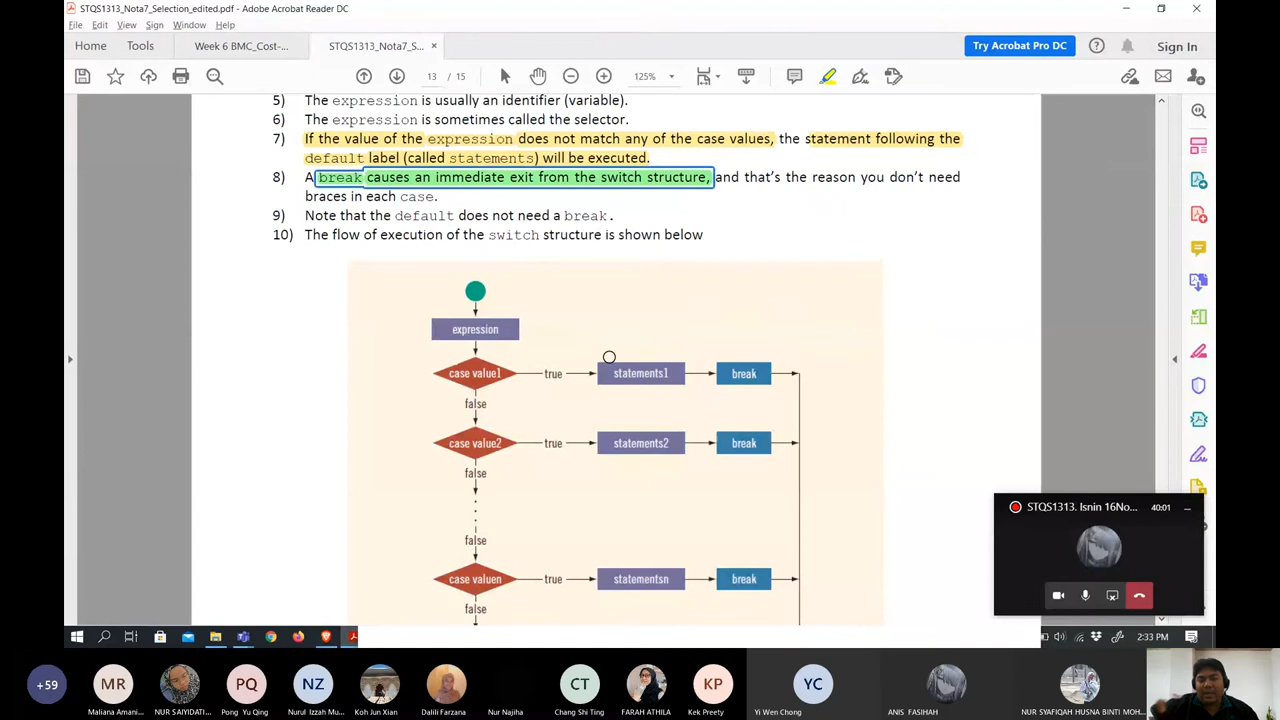 STQS1313_Nota7_Selection_edited.pdf - Adobe Acrobat Reader DC
File Edit View Sign Window Help
Home Tools Week 6 BMC_Cost-... STQS1313_Nota7_S... × Try Acrobat Pro DC Sign In
13 / 15 125%
5) The expression is usually an identifier (variable).
6) The expression is sometimes called the selector.
7) If the value of the expression does not match any of the case values, the statement following the
default label (called statements) will be executed.
8) A break causes an immediate exit from the switch structure, and that's the reason you don't need
braces in each case.
9) Note that the default does not need a break.
10) The flow of execution of the switch structure is shown below
expression
case value1 true statements1 break
false
case value2 true statements2 break
false
false
case valuen true statementsn break
false
STQS1313. Isnin 16No... 40:01
2:33 PM
+59 MR PQ NZ CT KP YC
Maliana Amani... NUR SAIYIDATI... Pong Yu Qing Nurul Izzah Mu... Koh Jun Xian Dalili Farzana Nur Najiha Chang Shi Ting FARAH ATHILA Kek Preety Yi Wen Chong ANIS FASIHAH NUR SYAFIQAH HUSNA BINTI MOH...